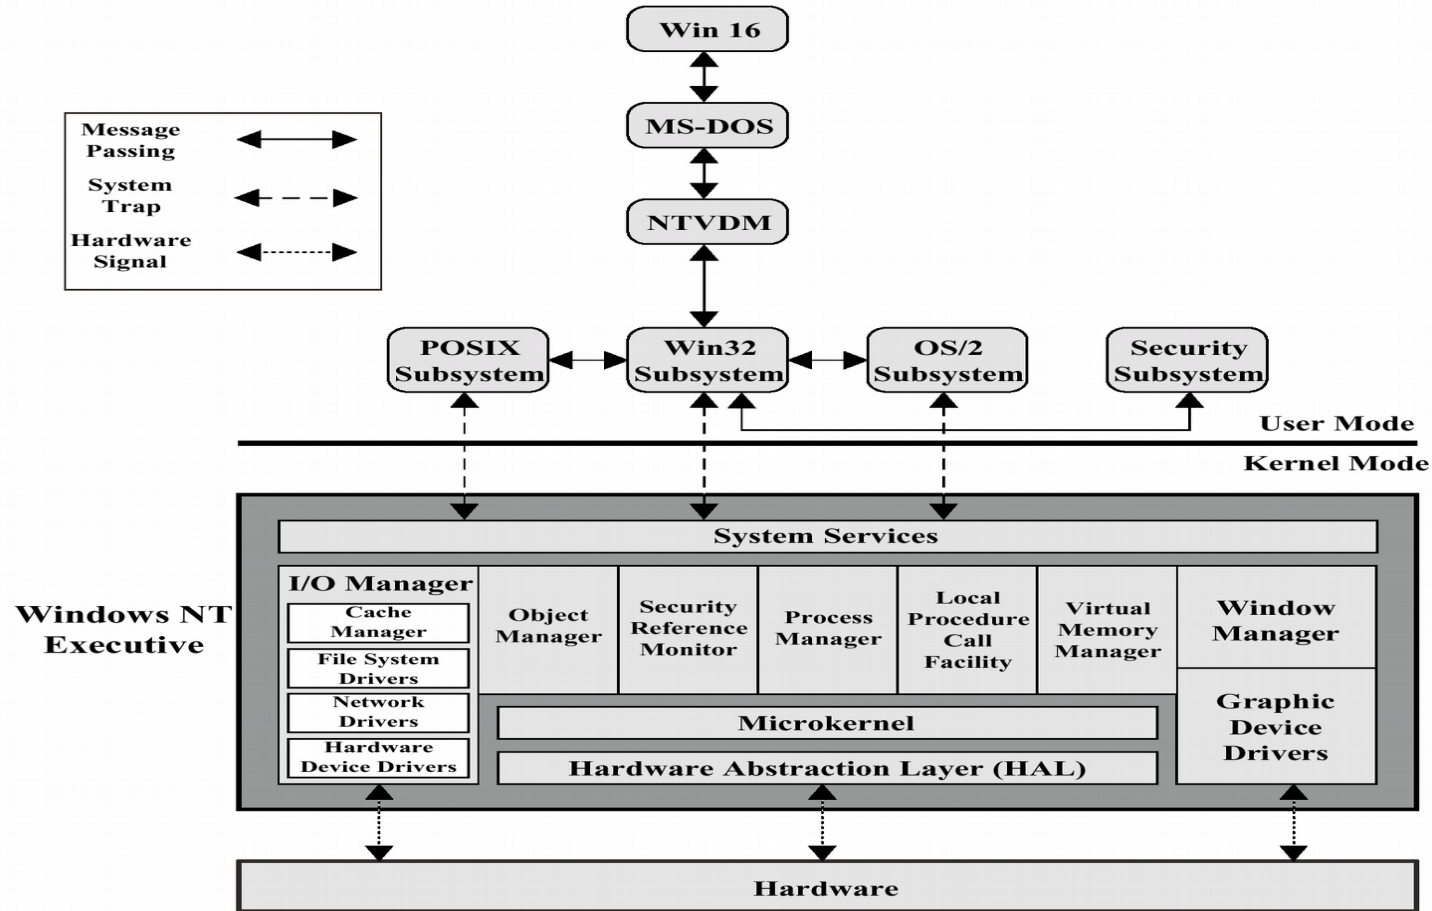 Win 16
MS-DOS
NTVDM
Message
Passing
System
Trap
Hardware
Signal
POSIX
Subsystem
Win32
Subsystem
OS/2
Subsystem
Security
Subsystem
User Mode
Kernel Mode
Windows NT
Executive
System Services
I/O Manager
Cache
Manager
File System
Drivers
Network
Drivers
Hardware
Device Drivers
Object
Manager
Security
Reference
Monitor
Process
Manager
Local
Procedure
Call
Facility
Virtual
Memory
Manager
Window
Manager
Graphic
Device
Drivers
Microkernel
Hardware Abstraction Layer (HAL)
Hardware